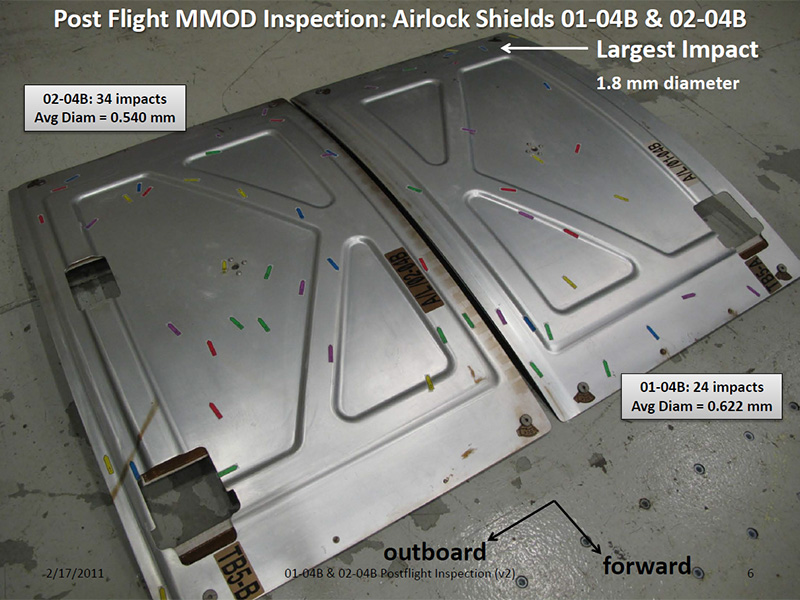 Post Flight MMOD Inspection: Airlock Shields 01-04B & 02-04B
Largest Impact
1.8 mm diameter
02-04B: 34 impacts
Avg Diam = 0.540 mm
A/L/01-04B
A/L/02-04B
TB5-A
01-04B: 24 impacts
Avg Diam = 0.622 mm
TB5-B
outboard
forward
2/17/2011
01-04B & 02-04B Postflight Inspection (v2)
6